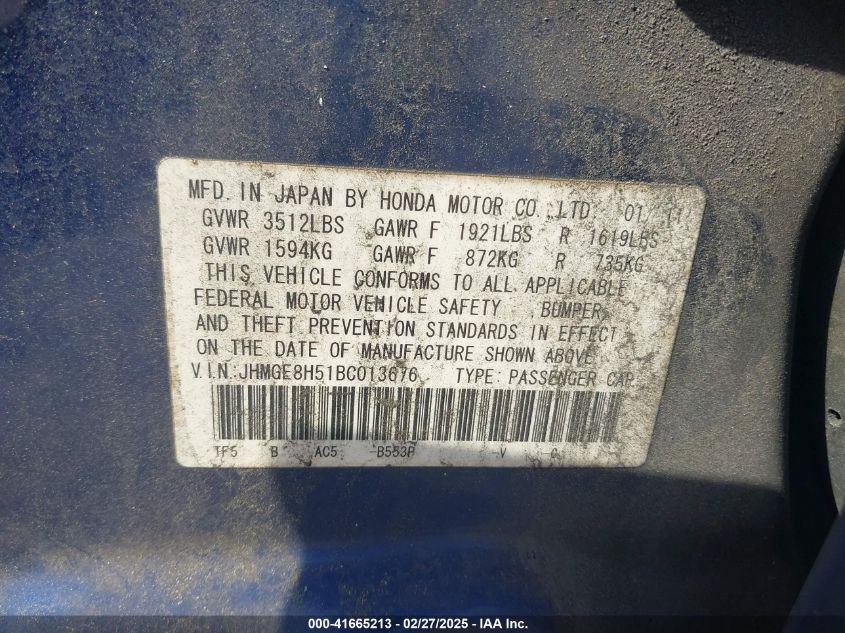 MFD. IN JAPAN BY HONDA MOTOR CO.,LTD. 01/11
GVWR 3512LBS GAWR F 1921LBS R 1619LBS
GVWR 1594KG GAWR F 872KG R 735KG
THIS VEHICLE CONFORMS TO ALL APPLICABLE
FEDERAL MOTOR VEHICLE SAFETY, BUMPER,
AND THEFT PREVENTION STANDARDS IN EFFECT
ON THE DATE OF MANUFACTURE SHOWN ABOVE.
V.I.N:JHMGE8H51BC013676 TYPE: PASSENGER CAR
TF5 B AC5 -B553P -V C
000-41665213 - 02/27/2025 - IAA Inc.